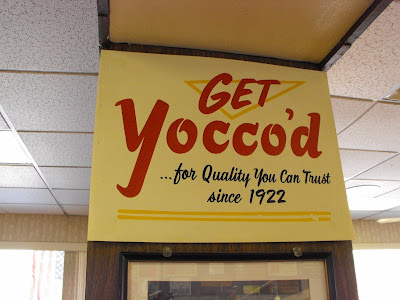 GET
Yocco'd
...for Quality You Can Trust
since 1922